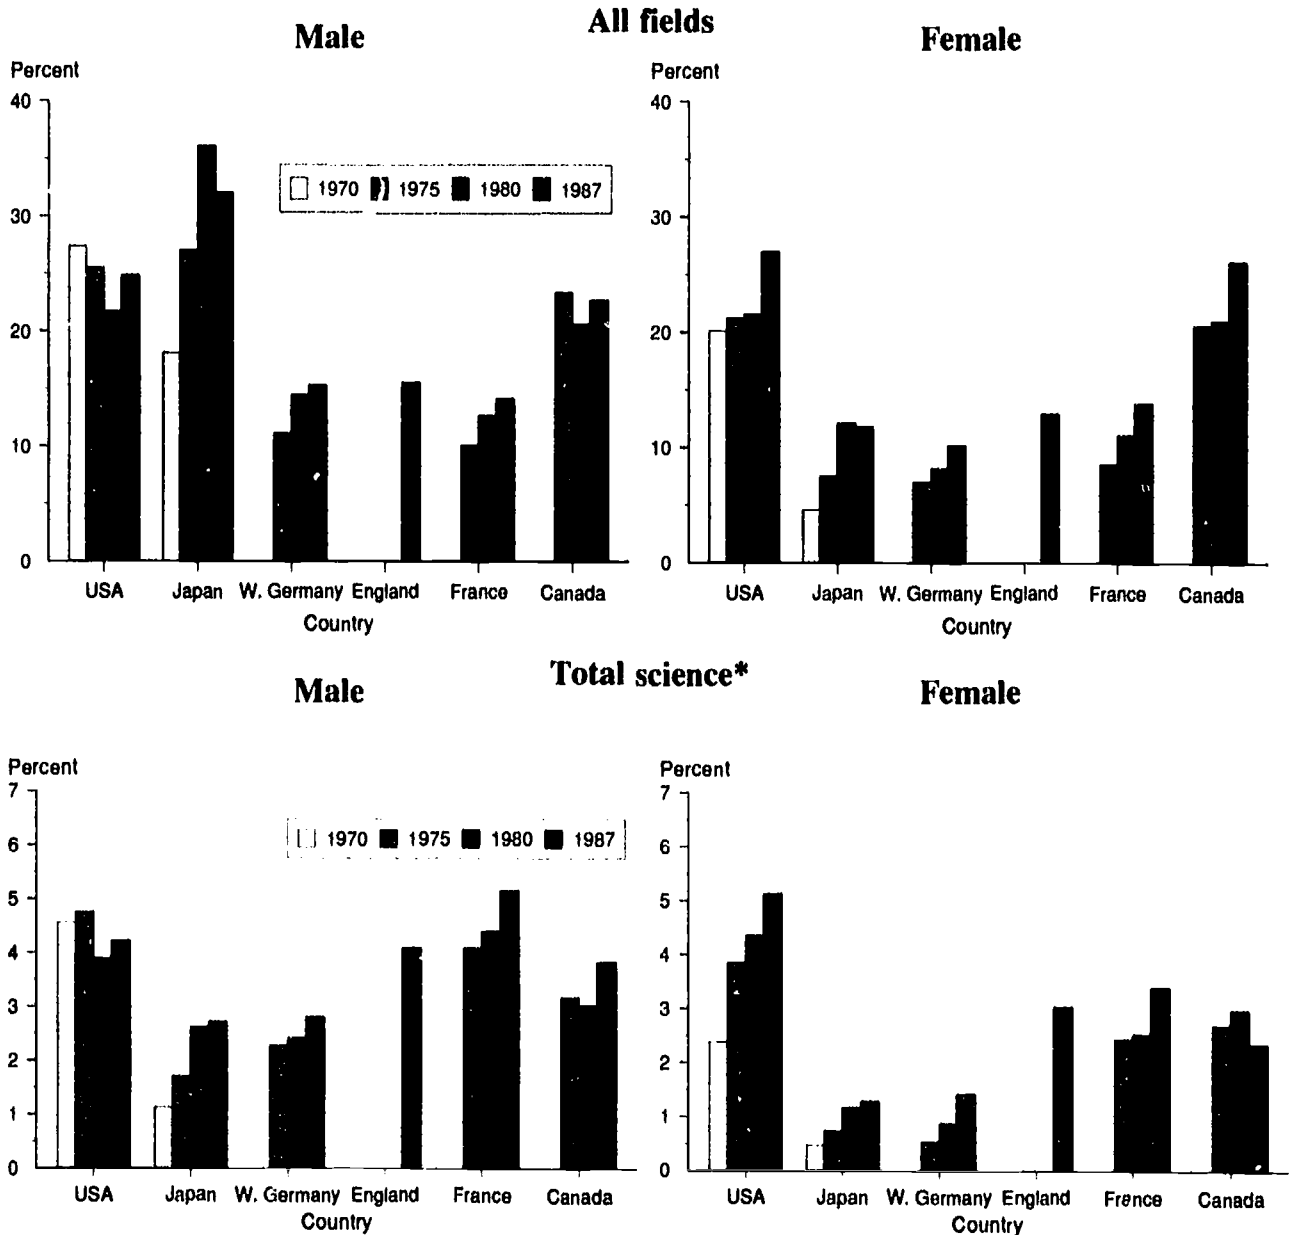 All fields
Male
Female
Percent
40
30
20
10
0
1970 1975 1980 1987
USA Japan W. Germany England France Canada
Country
Percent
40
30
20
10
0
USA Japan W. Germany England France Canada
Country
Total science*
Male
Female
Percent
7
6
5
4
3
2
1
0
1970 1975 1980 1987
USA Japan W. Germany England France Canada
Country
Percent
7
6
5
4
3
2
1
0
USA Japan W. Germany England France Canada
Country